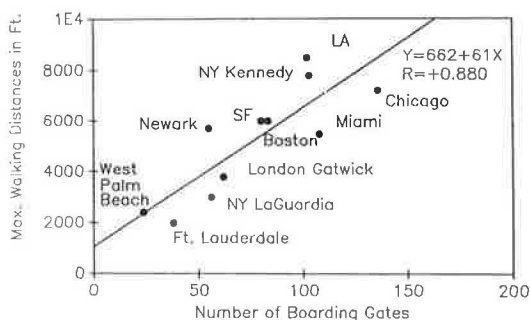 Max. Walking Distances in Ft.
1E4
8000
6000
4000
2000
0
LA
Y=662+61X
R=+0.880
NY Kennedy
Chicago
SF
Miami
Newark
Boston
West
Palm
Beach
London Gatwick
NY LaGuardia
Ft. Lauderdale
0
50
100
150
200
Number of Boarding Gates